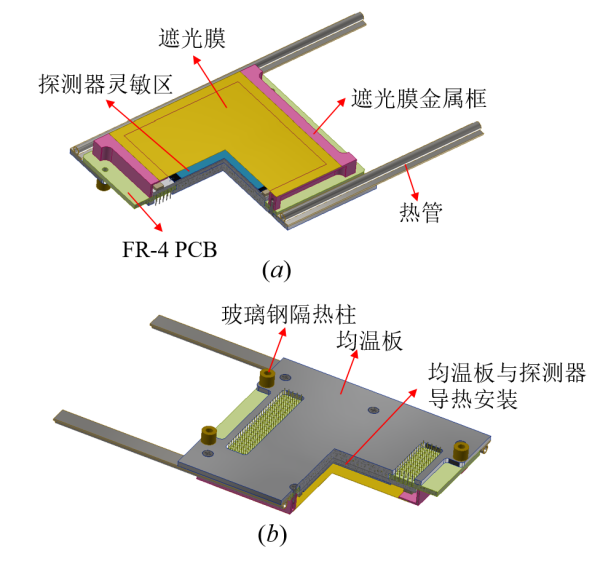 遮光膜
探测器灵敏区
遮光膜金属框
热管
FR-4 PCB
(a)
玻璃钢隔热柱
均温板
均温板与探测器
导热安装
(b)